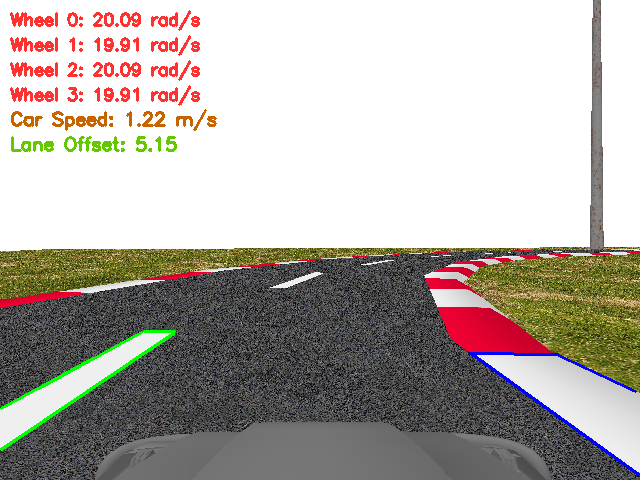 Wheel 0: 20.09 rad/s
Wheel 1: 19.91 rad/s
Wheel 2: 20.09 rad/s
Wheel 3: 19.91 rad/s
Car Speed: 1.22 m/s
Lane Offset: 5.15